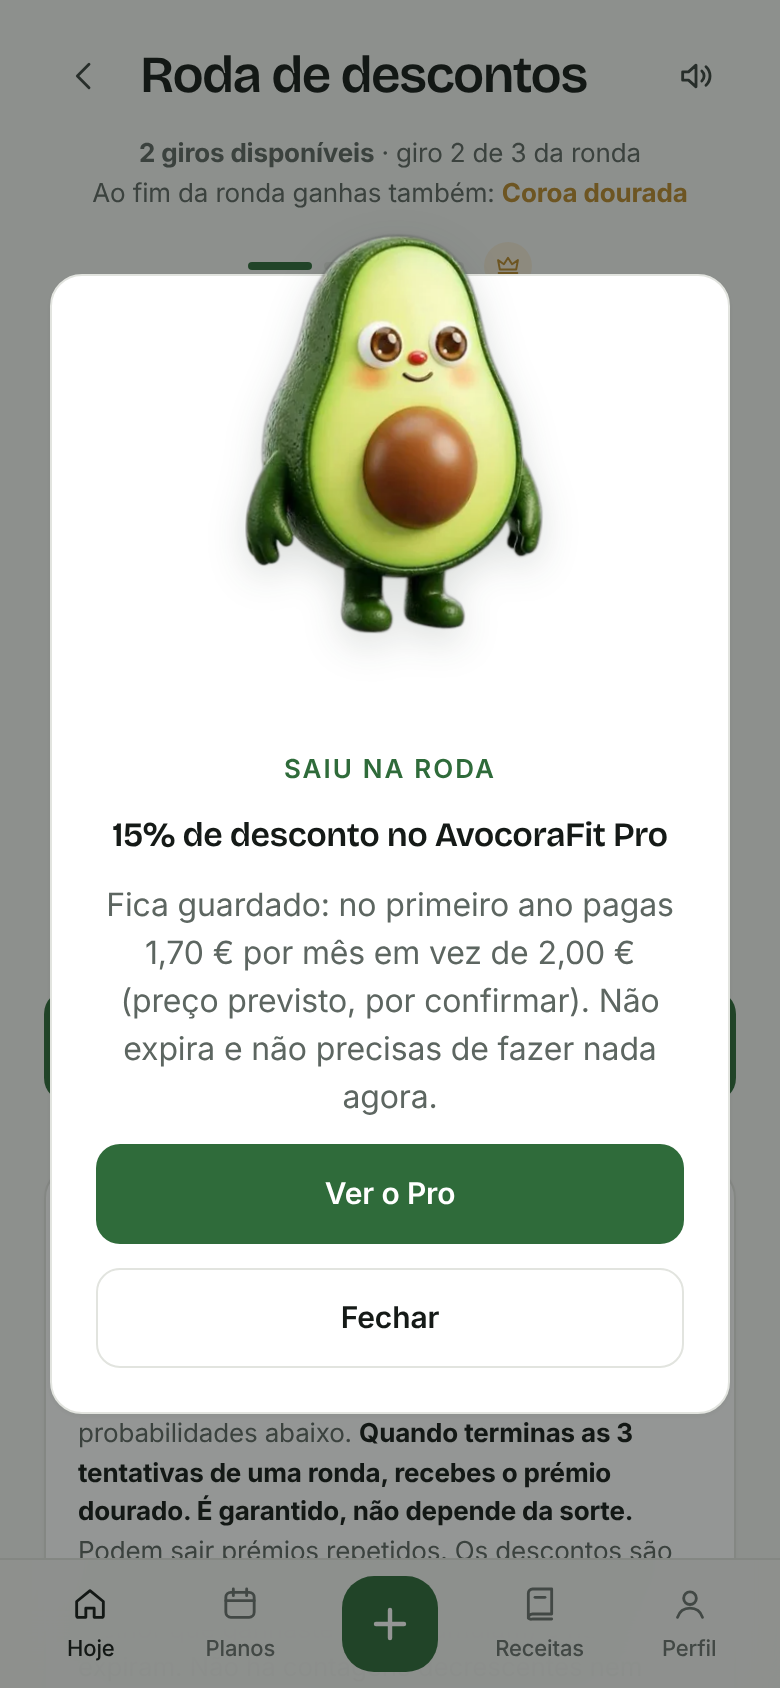 Roda de descontos
2 giros disponíveis · giro 2 de 3 da ronda
Ao fim da ronda ganhas também: Coroa dourada
SAIU NA RODA
15% de desconto no AvocoraFit Pro
Fica guardado: no primeiro ano pagas
1,70 € por mês em vez de 2,00 €
(preço previsto, por confirmar). Não
expira e não precisas de fazer nada
agora.
Ver o Pro
Fechar
probabilidades abaixo. Quando terminas as 3
tentativas de uma ronda, recebes o prémio
dourado. É garantido, não depende da sorte.
Podem sair prémios repetidos. Os descontos são
Hoje
Planos
Receitas
Perfil